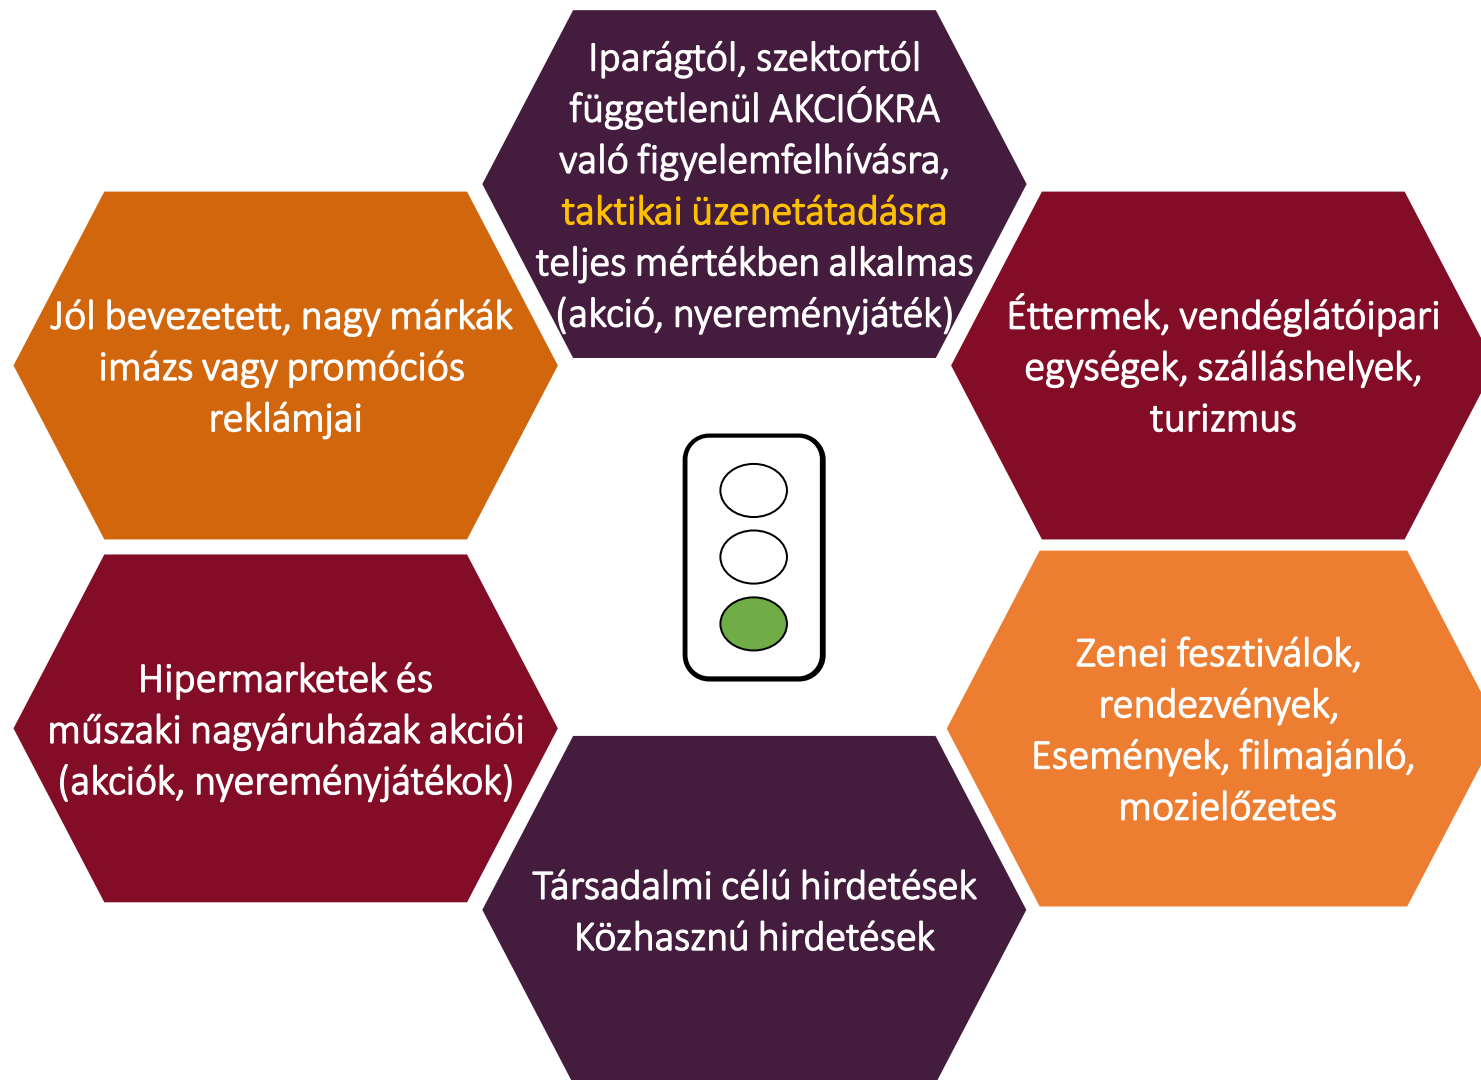 Iparágtól, szektortól
függetlenül AKCIÓKRA
való figyelemfelhívásra,
taktikai üzenetátadásra
teljes mértékben alkalmas
(akció, nyereményjáték)
Jól bevezetett, nagy márkák
imázs vagy promóciós
reklámjai
Éttermek, vendéglátóipari
egységek, szálláshelyek,
turizmus
Hipermarketek és
műszaki nagyáruházak akciói
(akciók, nyereményjátékok)
Zenei fesztiválok,
rendezvények,
Események, filmajánló,
mozielőzetes
Társadalmi célú hirdetések
Közhasznú hirdetések